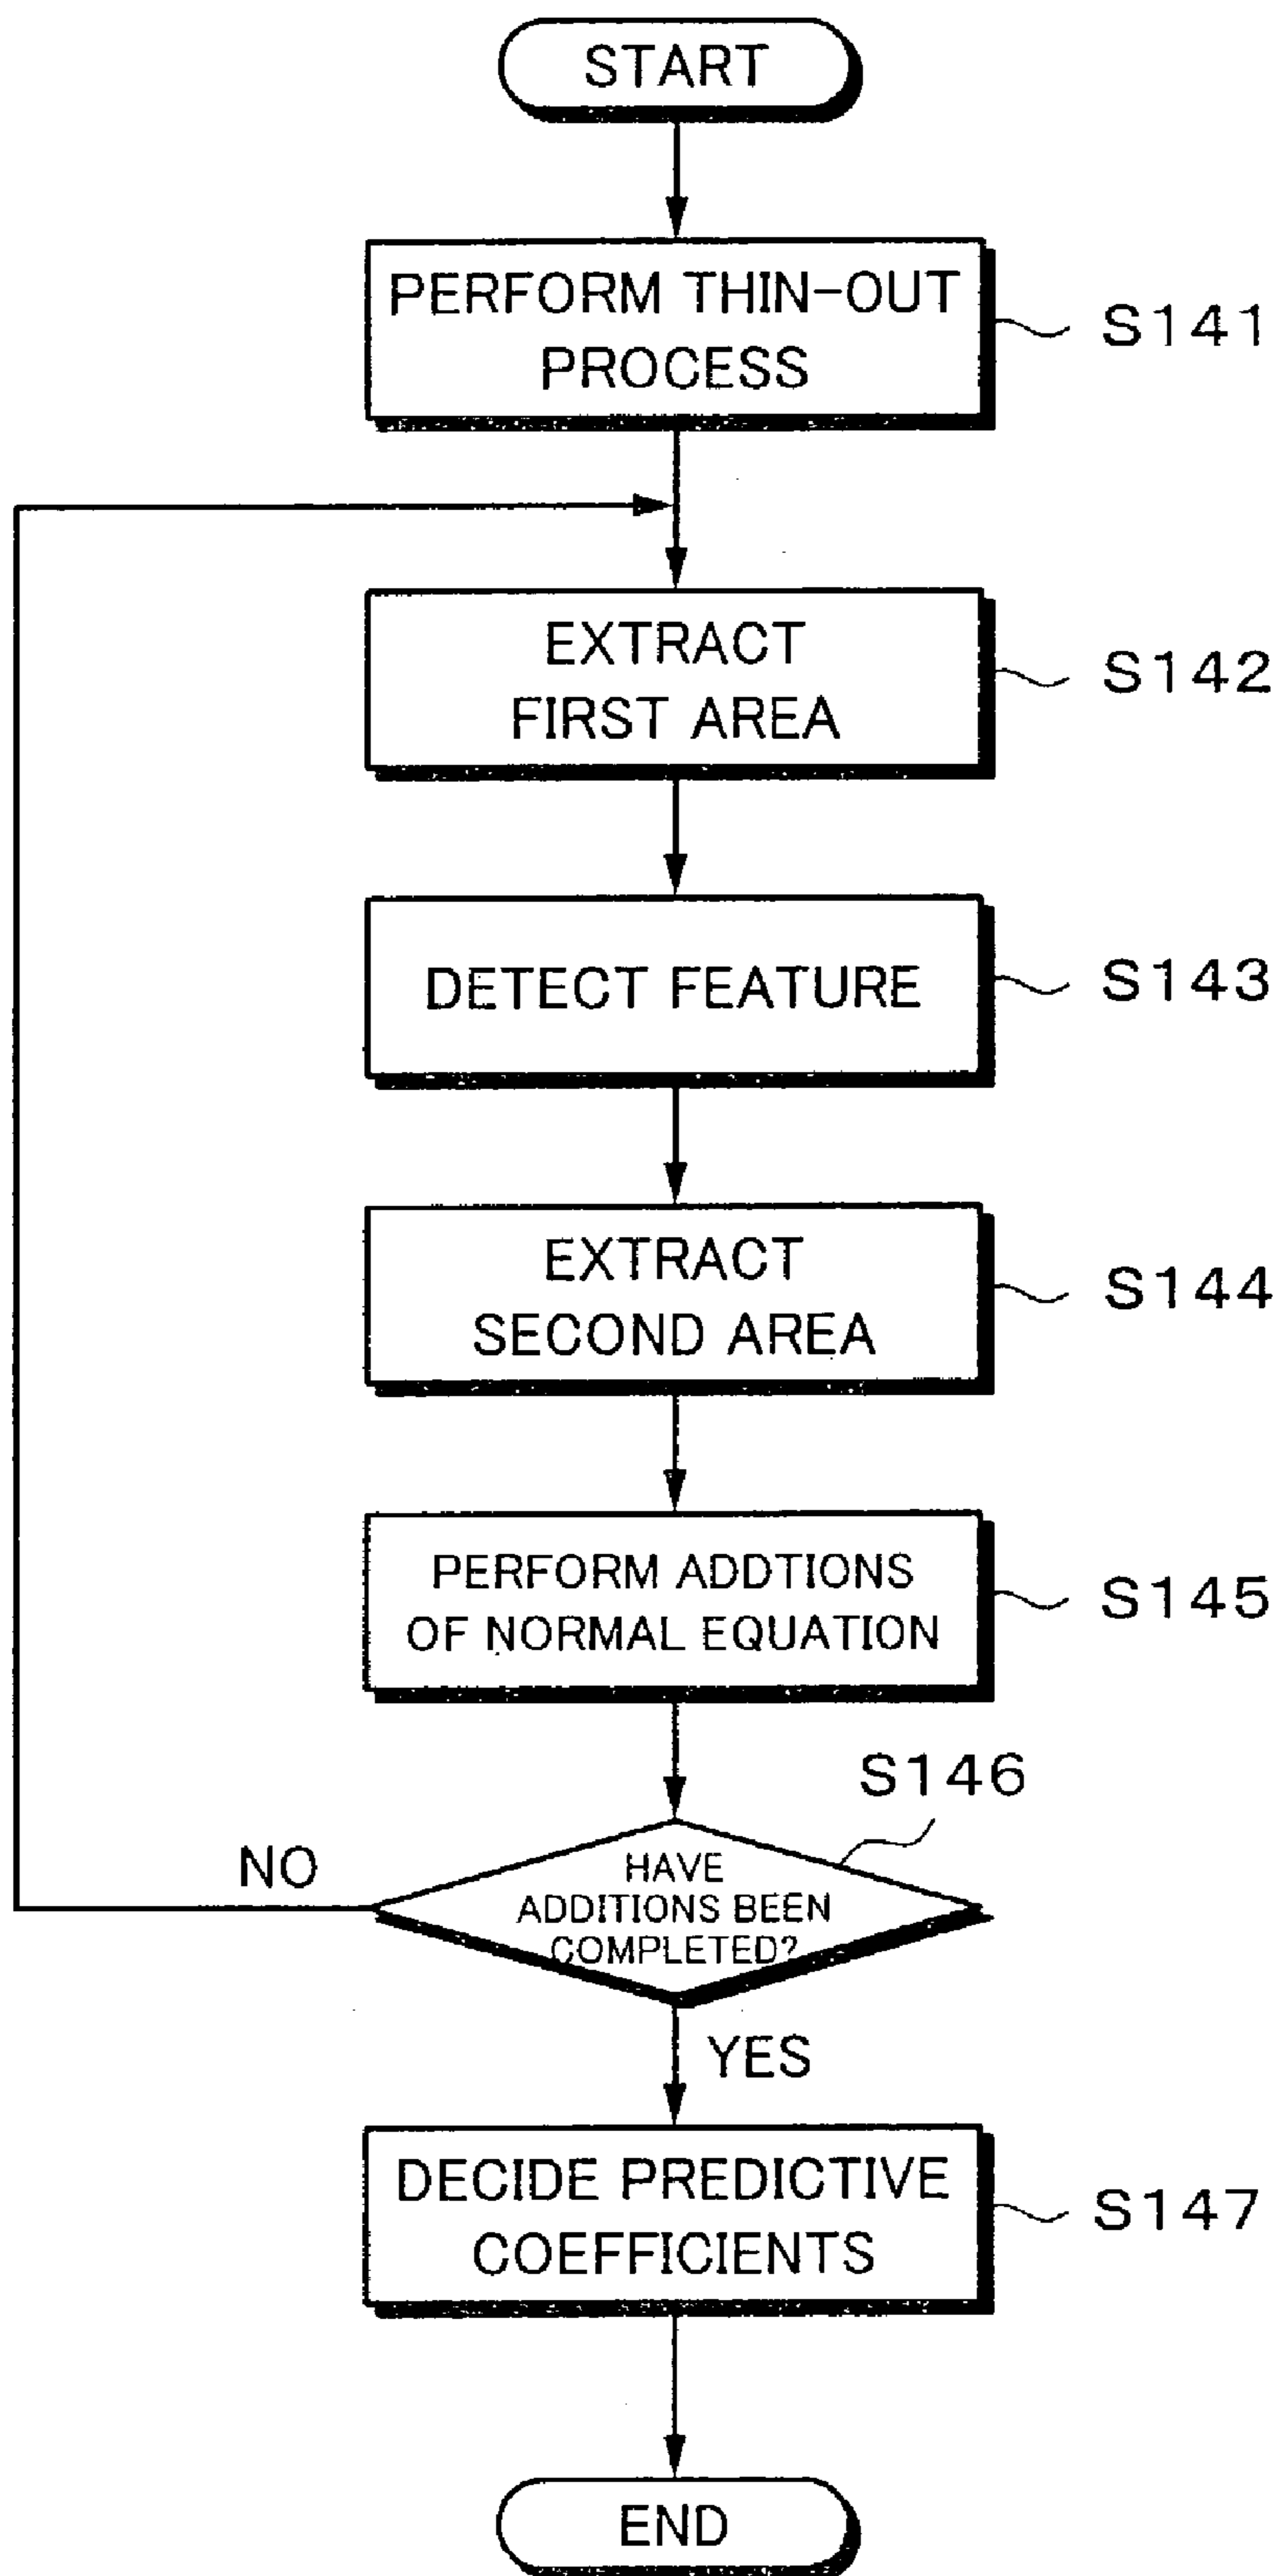 START
PERFORM THIN-OUT
PROCESS
S141
EXTRACT
FIRST AREA
S142
DETECT FEATURE
S143
EXTRACT
SECOND AREA
S144
PERFORM ADDTIONS
OF NORMAL EQUATION
S145
S146
HAVE
ADDITIONS BEEN
COMPLETED?
NO
YES
DECIDE PREDICTIVE
COEFFICIENTS
S147
END